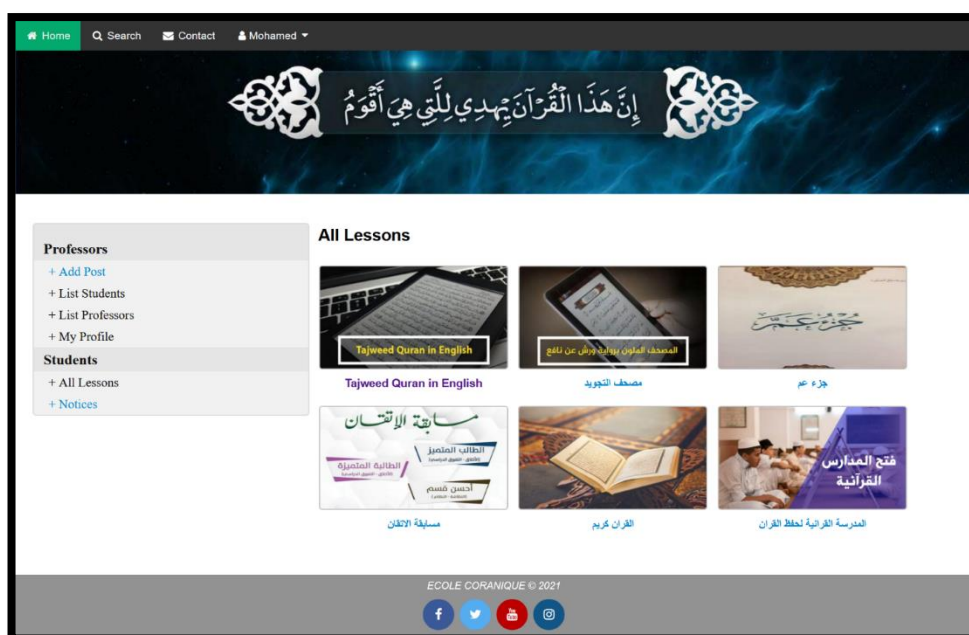 Home Search Contact Mohamed
إِنَّ هَذَا الْقُرْآنَ يَهْدِي لِلَّتِي هِيَ أَقْوَمُ
Professors
+ Add Post
+ List Students
+ List Professors
+ My Profile
Students
+ All Lessons
+ Notices
All Lessons
Tajweed Quran in English
المصحف الملون برواية ورش عن نافع
جزء عم
Tajweed Quran in English
مصحف التجويد
جزء عم
مسابقة الإتقان
الطالب المتميز
الطالبة المتميزة
أحسن قسم
فتح المدارس
القرآنية
مسابقة الاتقان
القران كريم
المدرسة القرانية لحفظ القران
ECOLE CORANIQUE © 2021